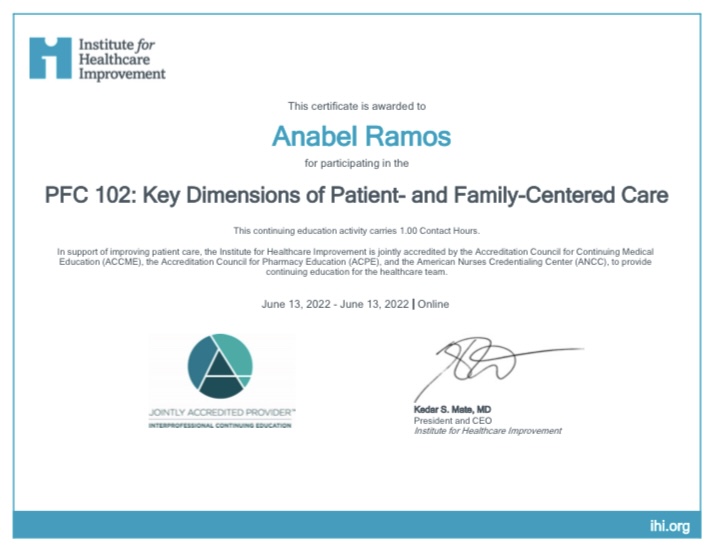 Institute for
Healthcare
Improvement
This certificate is awarded to
Anabel Ramos
for participating in the
PFC 102: Key Dimensions of Patient- and Family-Centered Care
This continuing education activity carries 1.00 Contact Hours.
In support of improving patient care, the Institute for Healthcare Improvement is jointly accredited by the Accreditation Council for Continuing Medical
Education (ACCME), the Accreditation Council for Pharmacy Education (ACPE), and the American Nurses Credentialing Center (ANCC), to provide
continuing education for the healthcare team.
June 13, 2022 - June 13, 2022 | Online
JOINTLY ACCREDITED PROVIDER™
INTERPROFESSIONAL CONTINUING EDUCATION
Kedar S. Mate, MD
President and CEO
Institute for Healthcare Improvement
ihi.org